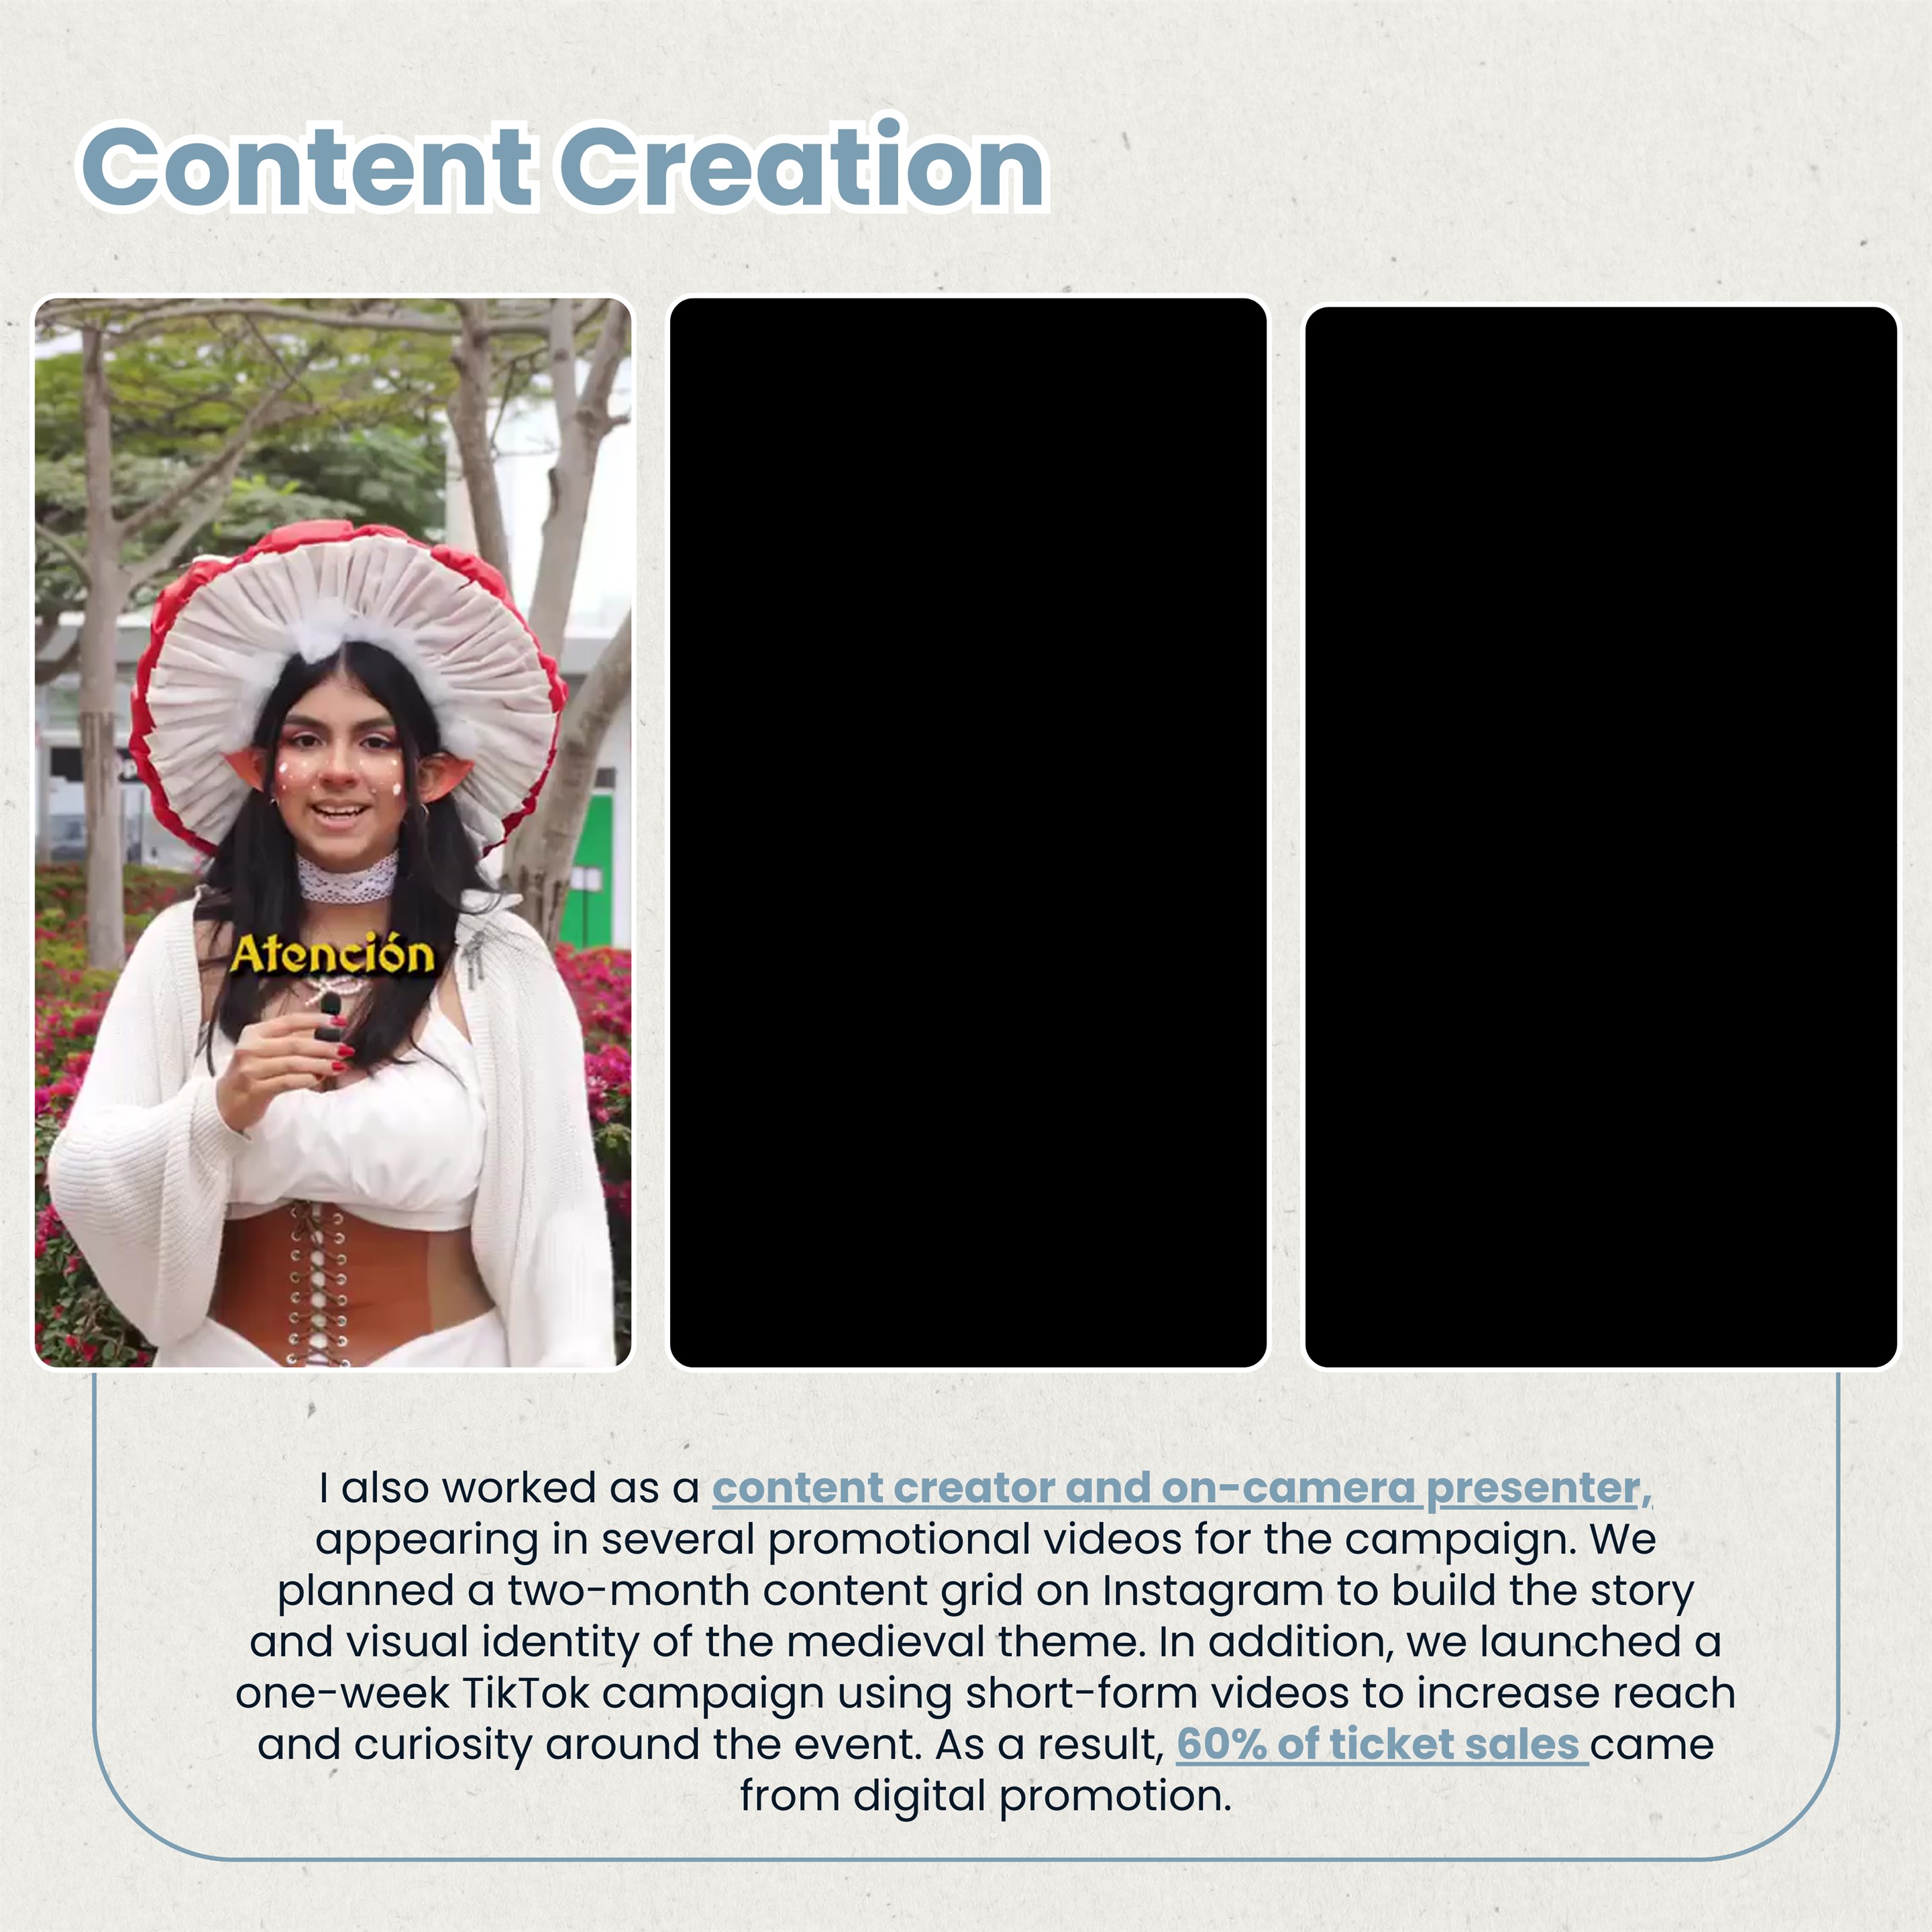 Content Creation
Atención
I also worked as a content creator and on-camera presenter,
appearing in several promotional videos for the campaign. We
planned a two-month content grid on Instagram to build the story
and visual identity of the medieval theme. In addition, we launched a
one-week TikTok campaign using short-form videos to increase reach
and curiosity around the event. As a result, 60% of ticket sales came
from digital promotion.